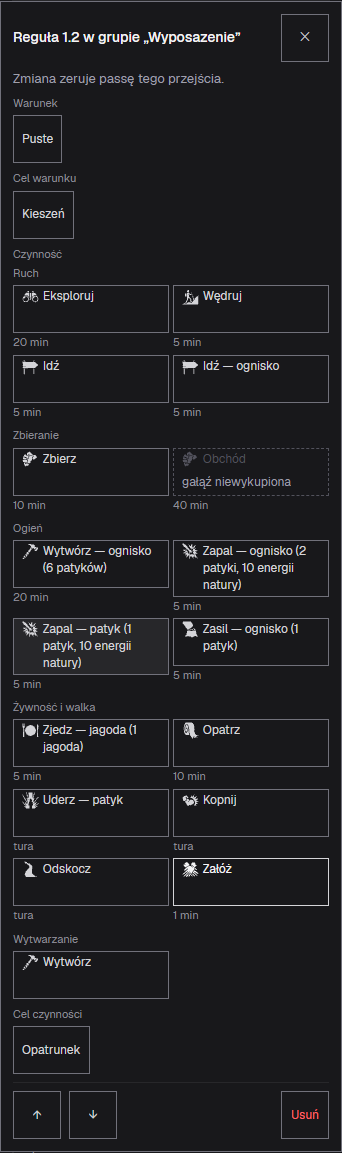 Reguła 1.2 w grupie „Wyposazenie”
Zmiana zeruje passę tego przejścia.
Warunek
Puste
Cel warunku
Kieszeń
Czynność
Ruch
Eksploruj
Wędruj
20 min
5 min
Idź
Idź — ognisko
5 min
5 min
Zbieranie
Zbierz
Obchód
gałąź niewykupiona
10 min
40 min
Ogień
Wytwórz — ognisko
(6 patyków)
Zapal — ognisko (2
patyki, 10 energii
natury)
20 min
5 min
Zapal — patyk (1
patyk, 10 energii
natury)
Zasil — ognisko (1
patyk)
5 min
5 min
Żywność i walka
Zjedz — jagoda (1
jagoda)
Opatrz
5 min
10 min
Uderz — patyk
Kopnij
tura
tura
Odskocz
Załóż
tura
1 min
Wytwarzanie
Wytwórz
Cel czynności
Opatrunek
Usuń